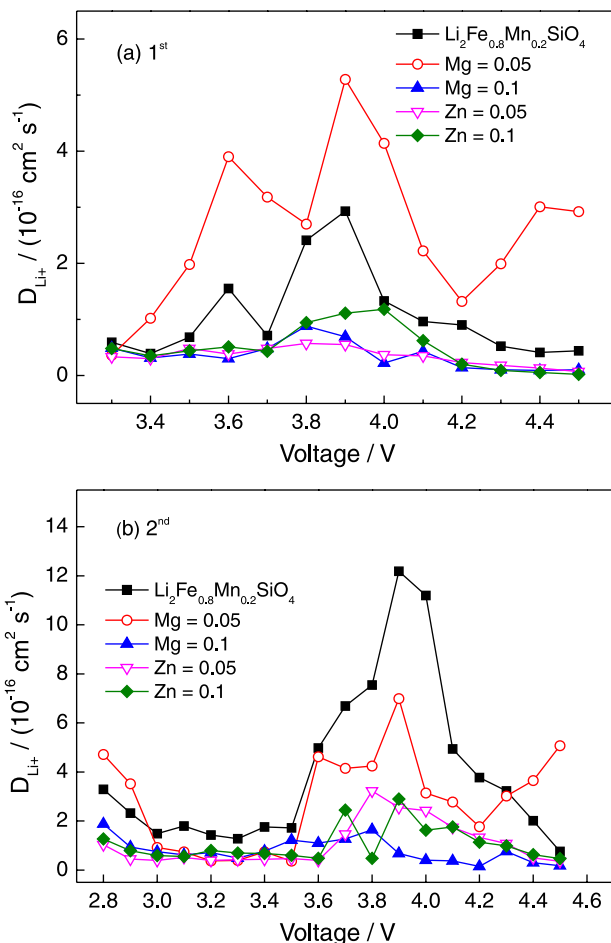 (a) 1st
Li2Fe0.8Mn0.2SiO4
Mg = 0.05
Mg = 0.1
Zn = 0.05
Zn = 0.1
6
4
2
0
DLi+ / (10-16 cm2 s-1)
3.4 3.6 3.8 4.0 4.2 4.4
Voltage / V
(b) 2nd
Li2Fe0.8Mn0.2SiO4
Mg = 0.05
Mg = 0.1
Zn = 0.05
Zn = 0.1
14
12
10
8
6
4
2
0
DLi+ / (10-16 cm2 s-1)
2.8 3.0 3.2 3.4 3.6 3.8 4.0 4.2 4.4 4.6
Voltage / V